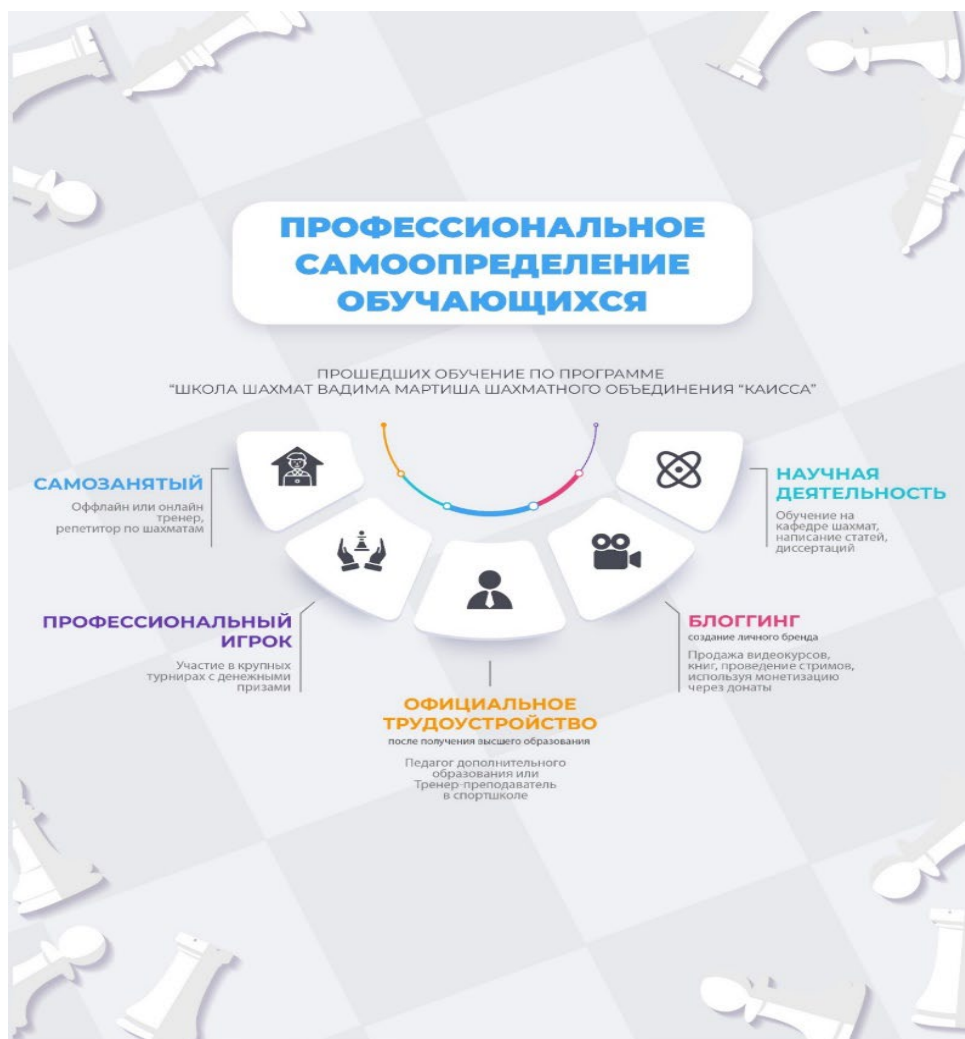 ПРОФЕССИОНАЛЬНОЕ
САМООПРЕДЕЛЕНИЕ
ОБУЧАЮЩИХСЯ
ПРОШЕДШИХ ОБУЧЕНИЕ ПО ПРОГРАММЕ
“ШКОЛА ШАХМАТ ВАДИМА МАРТИША ШАХМАТНОГО ОБЪЕДИНЕНИЯ “КАИССА”
САМОЗАНЯТЫЙ
Оффлайн или онлайн
тренер,
репетитор по шахматам
ПРОФЕССИОНАЛЬНЫЙ
ИГРОК
Участие в крупных
турнирах с денежными
призами
ОФИЦИАЛЬНОЕ
ТРУДОУСТРОЙСТВО
после получения высшего образования
Педагог дополнительного
образования или
Тренер-преподаватель
в спортшколе
БЛОГГИНГ
создание личного бренда
Продажа видеокурсов,
книг, проведение стримов,
используя монетизацию
через донаты
НАУЧНАЯ
ДЕЯТЕЛЬНОСТЬ
Обучение на
кафедре шахмат,
написание статей,
диссертаций